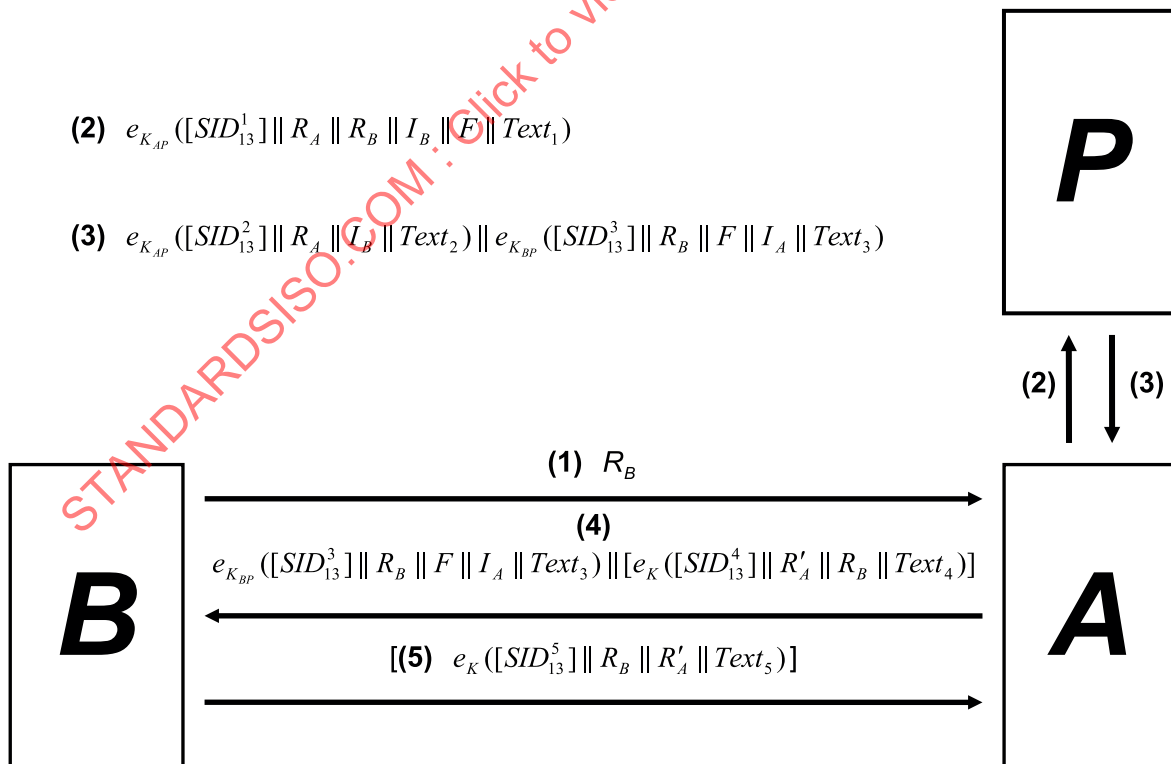 (2) e_{K_{AP}}([SID_{13}^{1}] || R_A || R_B || I_B || F || Text_1)
P
(3) e_{K_{AP}}([SID_{13}^{2}] || R_A || I_B || Text_2) || e_{K_{BP}}([SID_{13}^{3}] || R_B || F || I_A || Text_3)
STANDARDSISO.COM : Click to vi
(2) (3)
(1) R_B
(4)
e_{K_{BP}}([SID_{13}^{3}] || R_B || F || I_A || Text_3) || [e_K([SID_{13}^{4}] || R'_A || R_B || Text_4)]
B
A
[(5) e_K([SID_{13}^{5}] || R_B || R'_A || Text_5)]